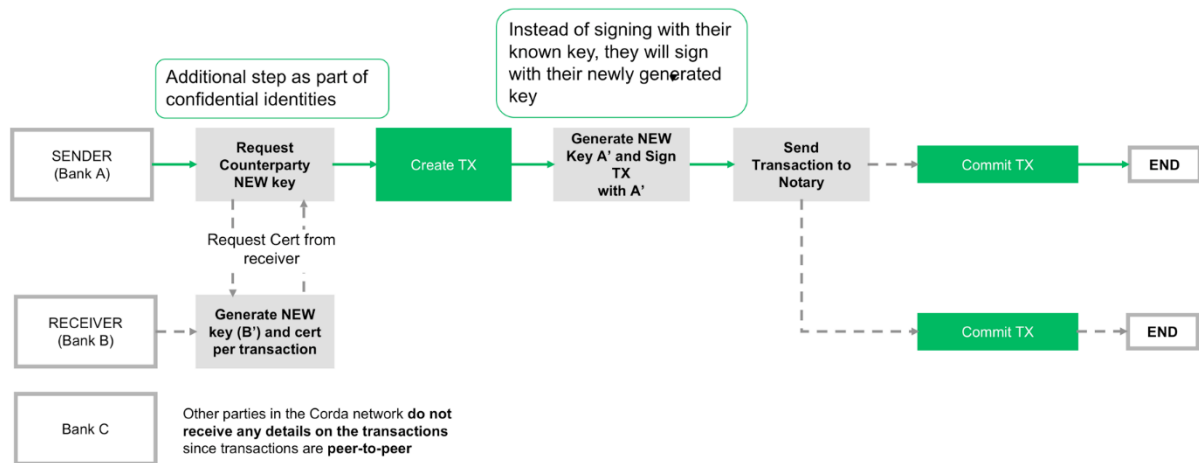 Additional step as part of
confidential identities
Instead of signing with their
known key, they will sign
with their newly generated
key
SENDER
(Bank A)
Request
Counterparty
NEW key
Create TX
Generate NEW
Key A' and Sign
TX
with A'
Send
Transaction to
Notary
Commit TX
END
Request Cert from
receiver
RECEIVER
(Bank B)
Generate NEW
key (B') and cert
per transaction
Commit TX
END
Bank C
Other parties in the Corda network do not
receive any details on the transactions
since transactions are peer-to-peer